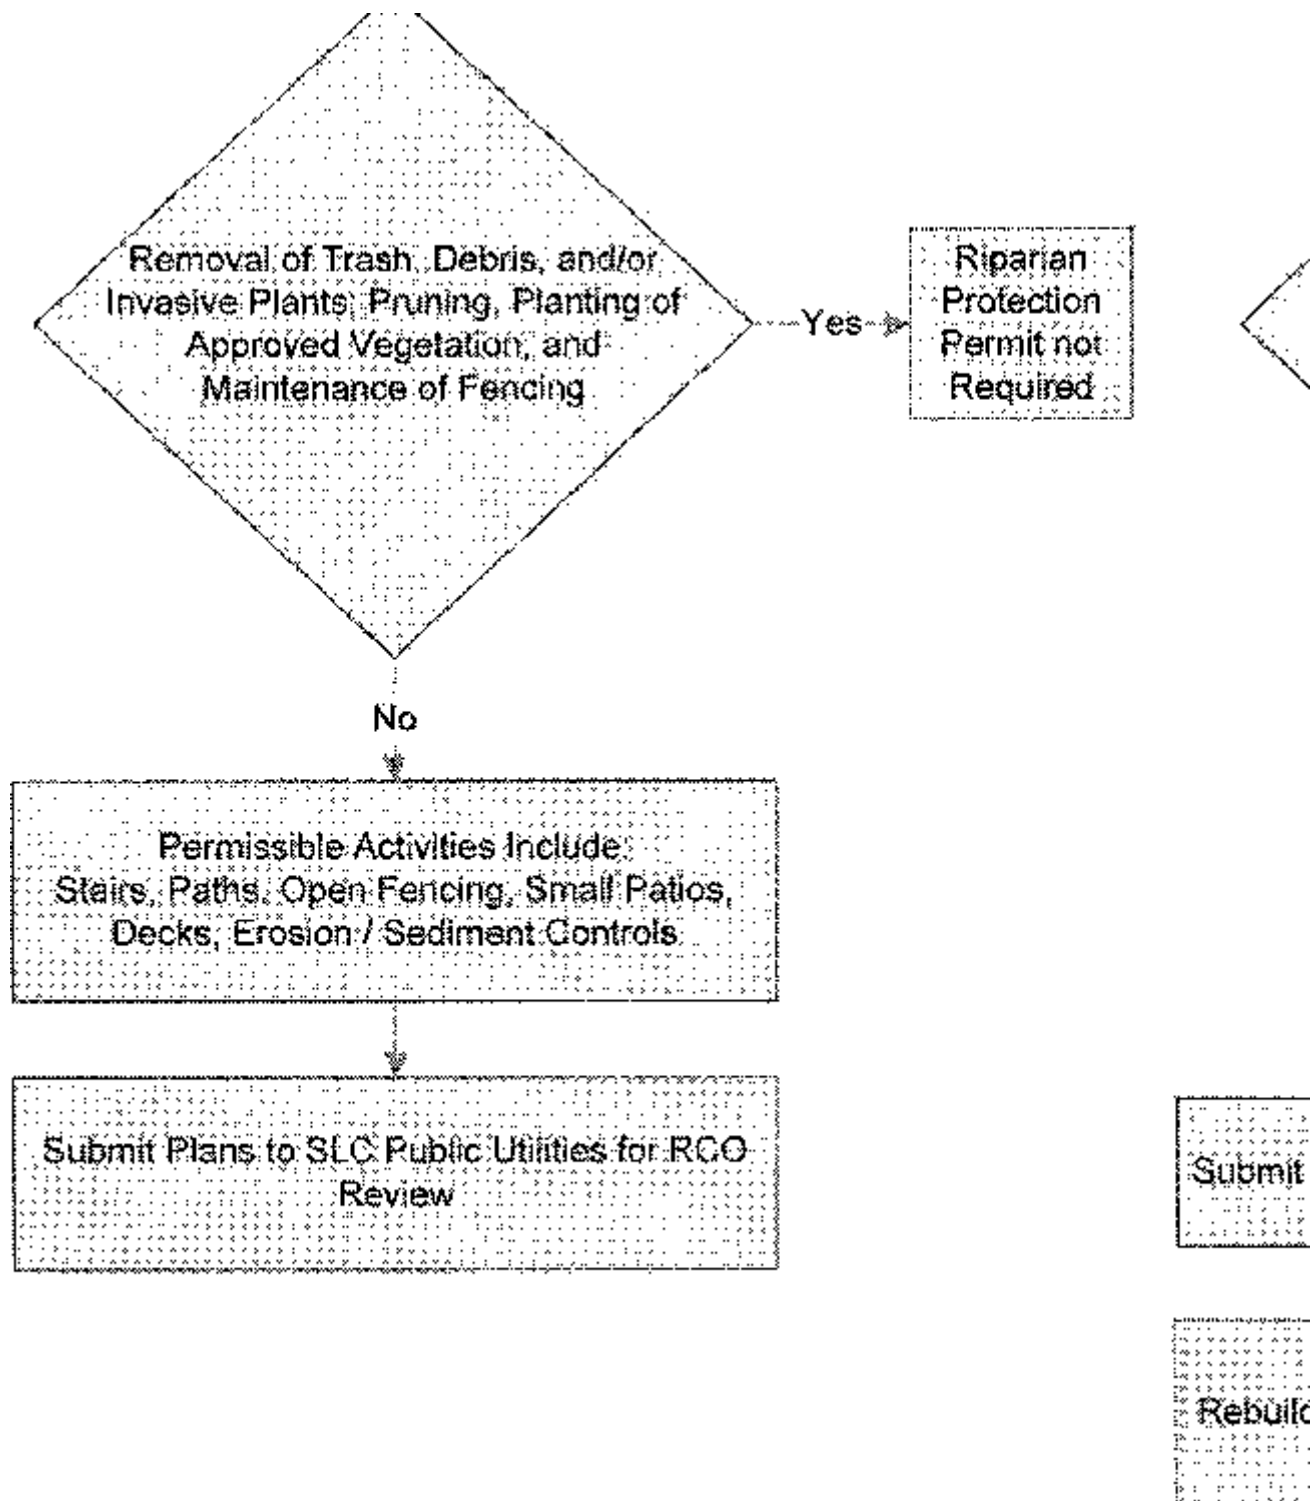 Removal of Trash, Debris, and/or
Invasive Plants, Pruning, Planting of
Approved Vegetation, and
Maintenance of Fencing
Yes
Riparian
Protection
Permit not
Required
No
Permissible Activities Include:
Stairs, Paths, Open Fencing, Small Patios,
Decks, Erosion / Sediment Controls
Submit Plans to SLC Public Utilities for RCO
Review
Submit
Rebuild